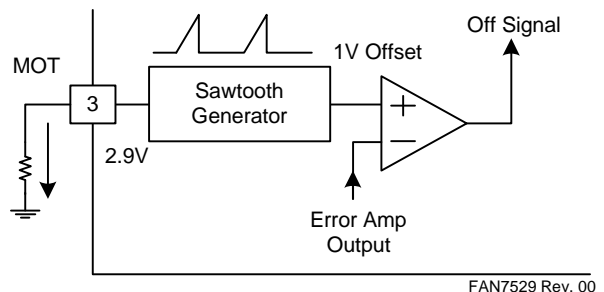 Off Signal
1V Offset
MOT
3
Sawtooth
Generator
2.9V
Error Amp
Output
FAN7529 Rev. 00